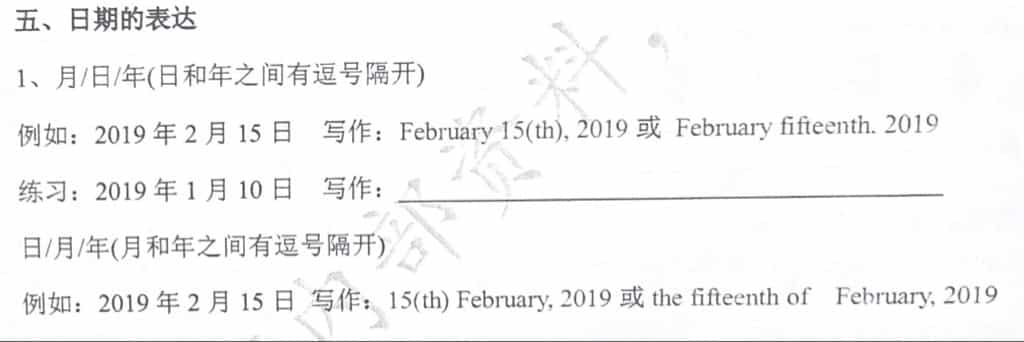 五、日期的表达
1、月/日/年(日和年之间有逗号隔开)
例如：2019 年 2 月 15 日 写作：February 15(th), 2019 或 February fifteenth. 2019
练习：2019 年 1 月 10 日 写作：
日/月/年(月和年之间有逗号隔开)
例如：2019 年 2 月 15 日 写作：15(th) February, 2019 或 the fifteenth of February, 2019
内部资料，